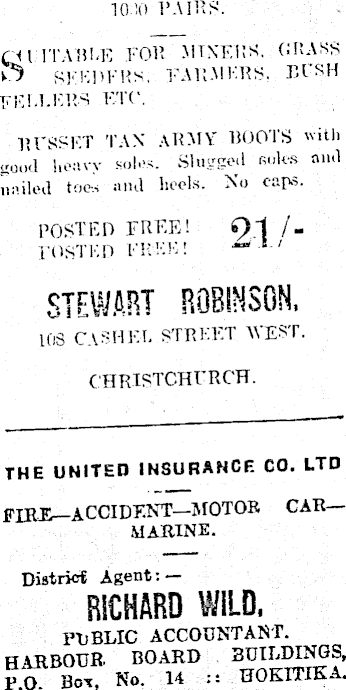 1000 PAIRS.
SUITABLE FOR MINERS, GRASS
SEEDERS, FARMERS, BUSH
FELLERS ETC.
RUSSET TAN ARMY BOOTS with
good heavy soles. Slugged soles and
nailed toes and heels. No caps.
POSTED FREE! 21/-
POSTED FREE!
STEWART ROBINSON,
108 CASHEL STREET WEST.
CHRISTCHURCH.
THE UNITED INSURANCE CO. LTD
FIRE—ACCIDENT—MOTOR CAR—
MARINE.
District Agent:—
RICHARD WILD,
PUBLIC ACCOUNTANT.
HARBOUR BOARD BUILDINGS,
P.O. Box, No. 14 :: HOKITIKA.